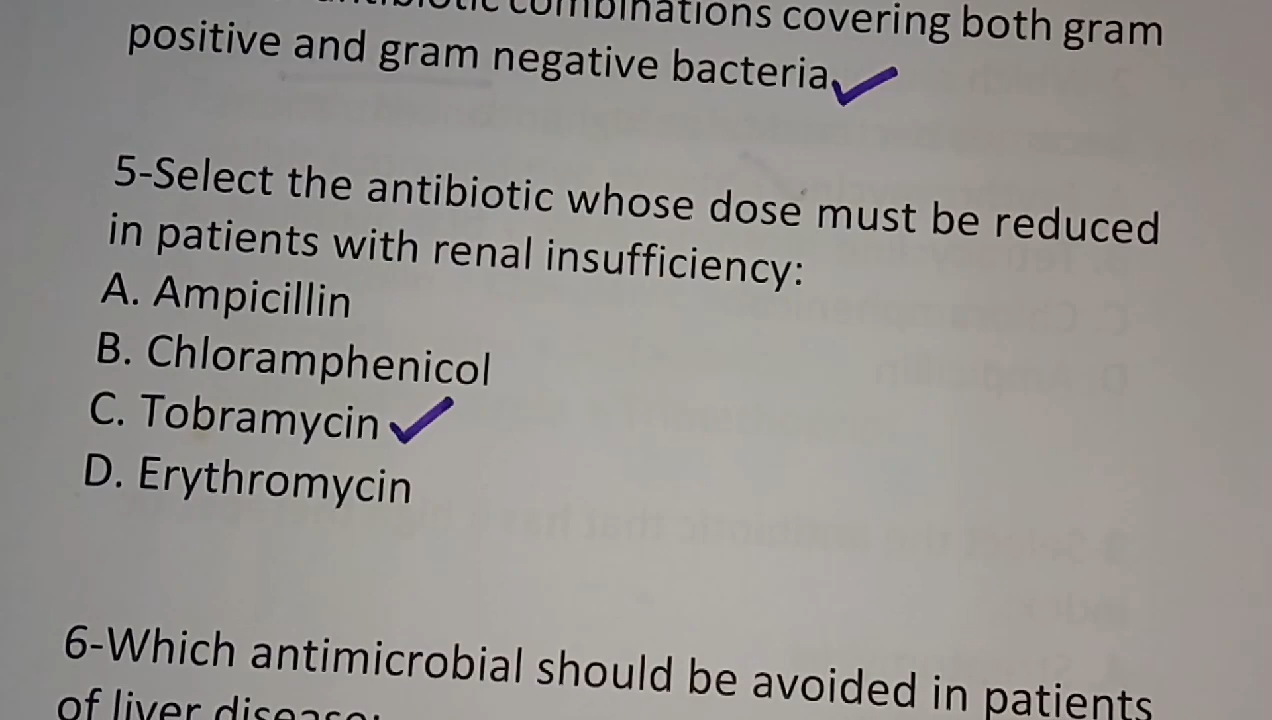 combinations covering both gram
positive and gram negative bacteria
5-Select the antibiotic whose dose must be reduced
in patients with renal insufficiency:
A. Ampicillin
B. Chloramphenicol
C. Tobramycin
D. Erythromycin
6-Which antimicrobial should be avoided in patients
of liver disease: